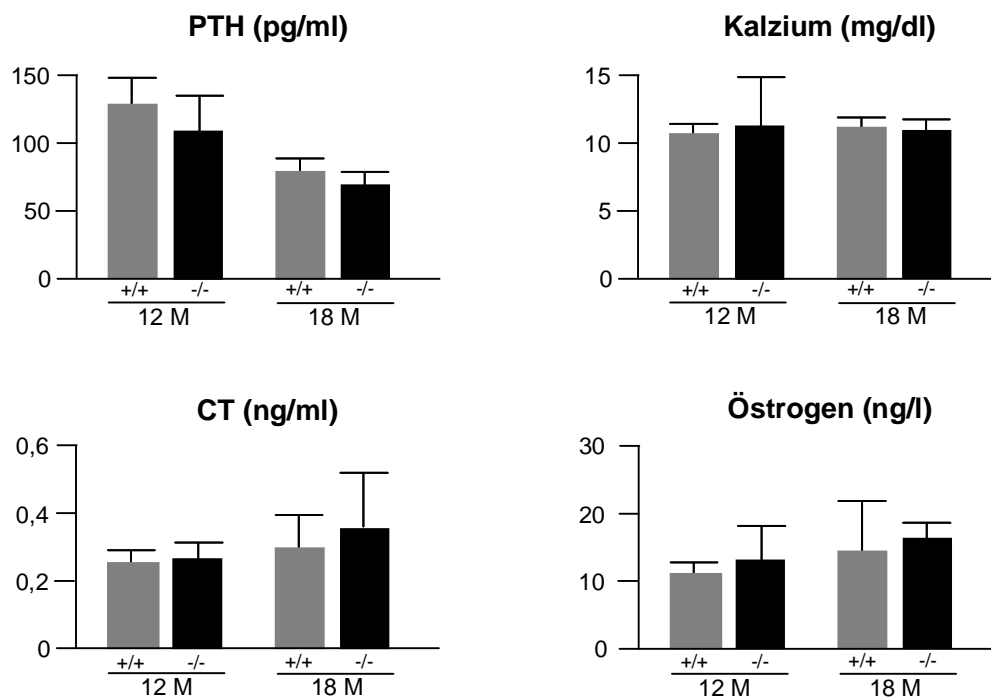 PTH (pg/ml)
150
100
50
0
+/+ -/- +/+ -/-
12 M 18 M
Kalzium (mg/dl)
15
10
5
0
+/+ -/- +/+ -/-
12 M 18 M
CT (ng/ml)
0,6
0,4
0,2
0
+/+ -/- +/+ -/-
12 M 18 M
Östrogen (ng/l)
30
20
10
0
+/+ -/- +/+ -/-
12 M 18 M